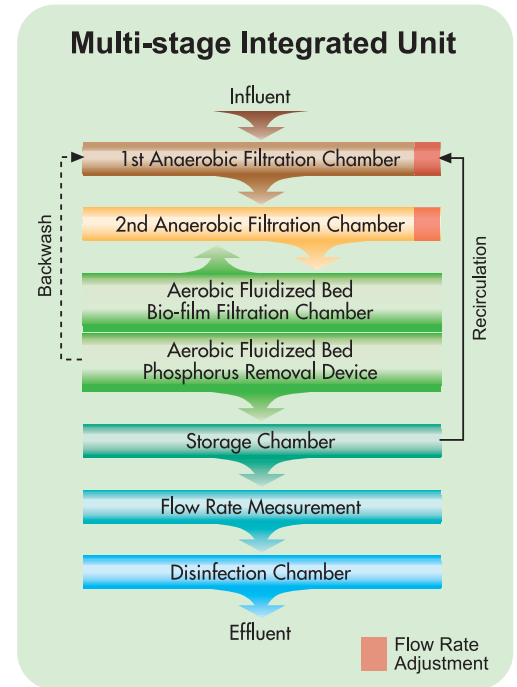 Multi-stage Integrated Unit
Influent
1st Anaerobic Filtration Chamber
2nd Anaerobic Filtration Chamber
Backwash
Recirculation
Aerobic Fluidized Bed
Bio-film Filtration Chamber
Aerobic Fluidized Bed
Phosphorus Removal Device
Storage Chamber
Flow Rate Measurement
Disinfection Chamber
Effluent
Flow Rate
Adjustment